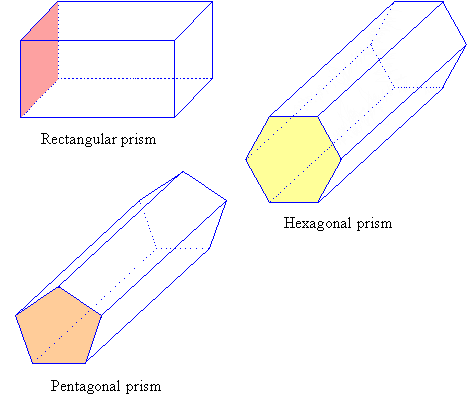 Rectangular prism
Hexagonal prism
Pentagonal prism